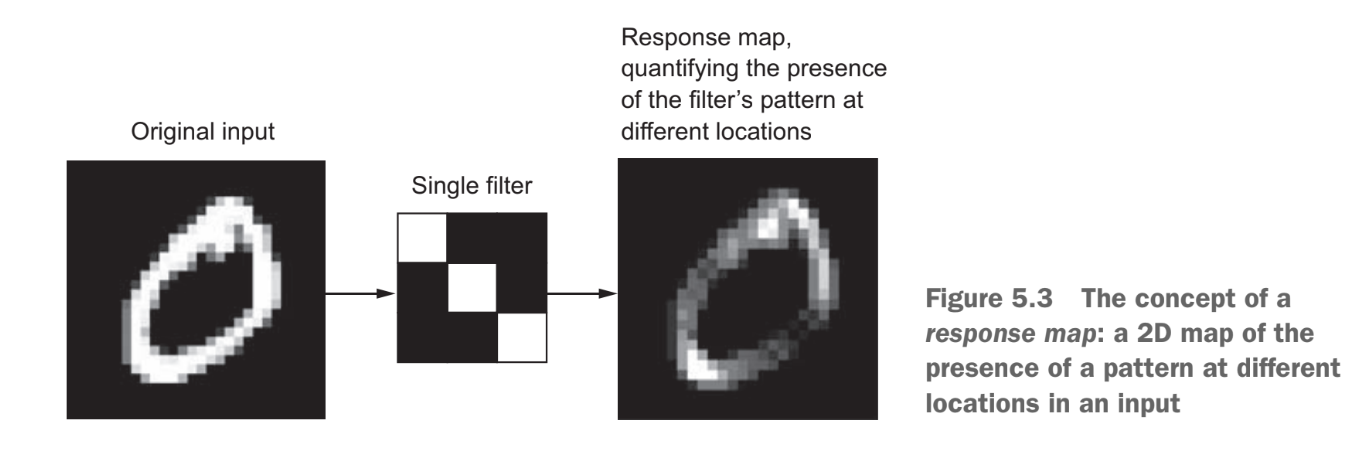 Response map,
quantifying the presence
of the filter's pattern at
different locations
Original input
Single filter
Figure 5.3 The concept of a
response map: a 2D map of the
presence of a pattern at different
locations in an input